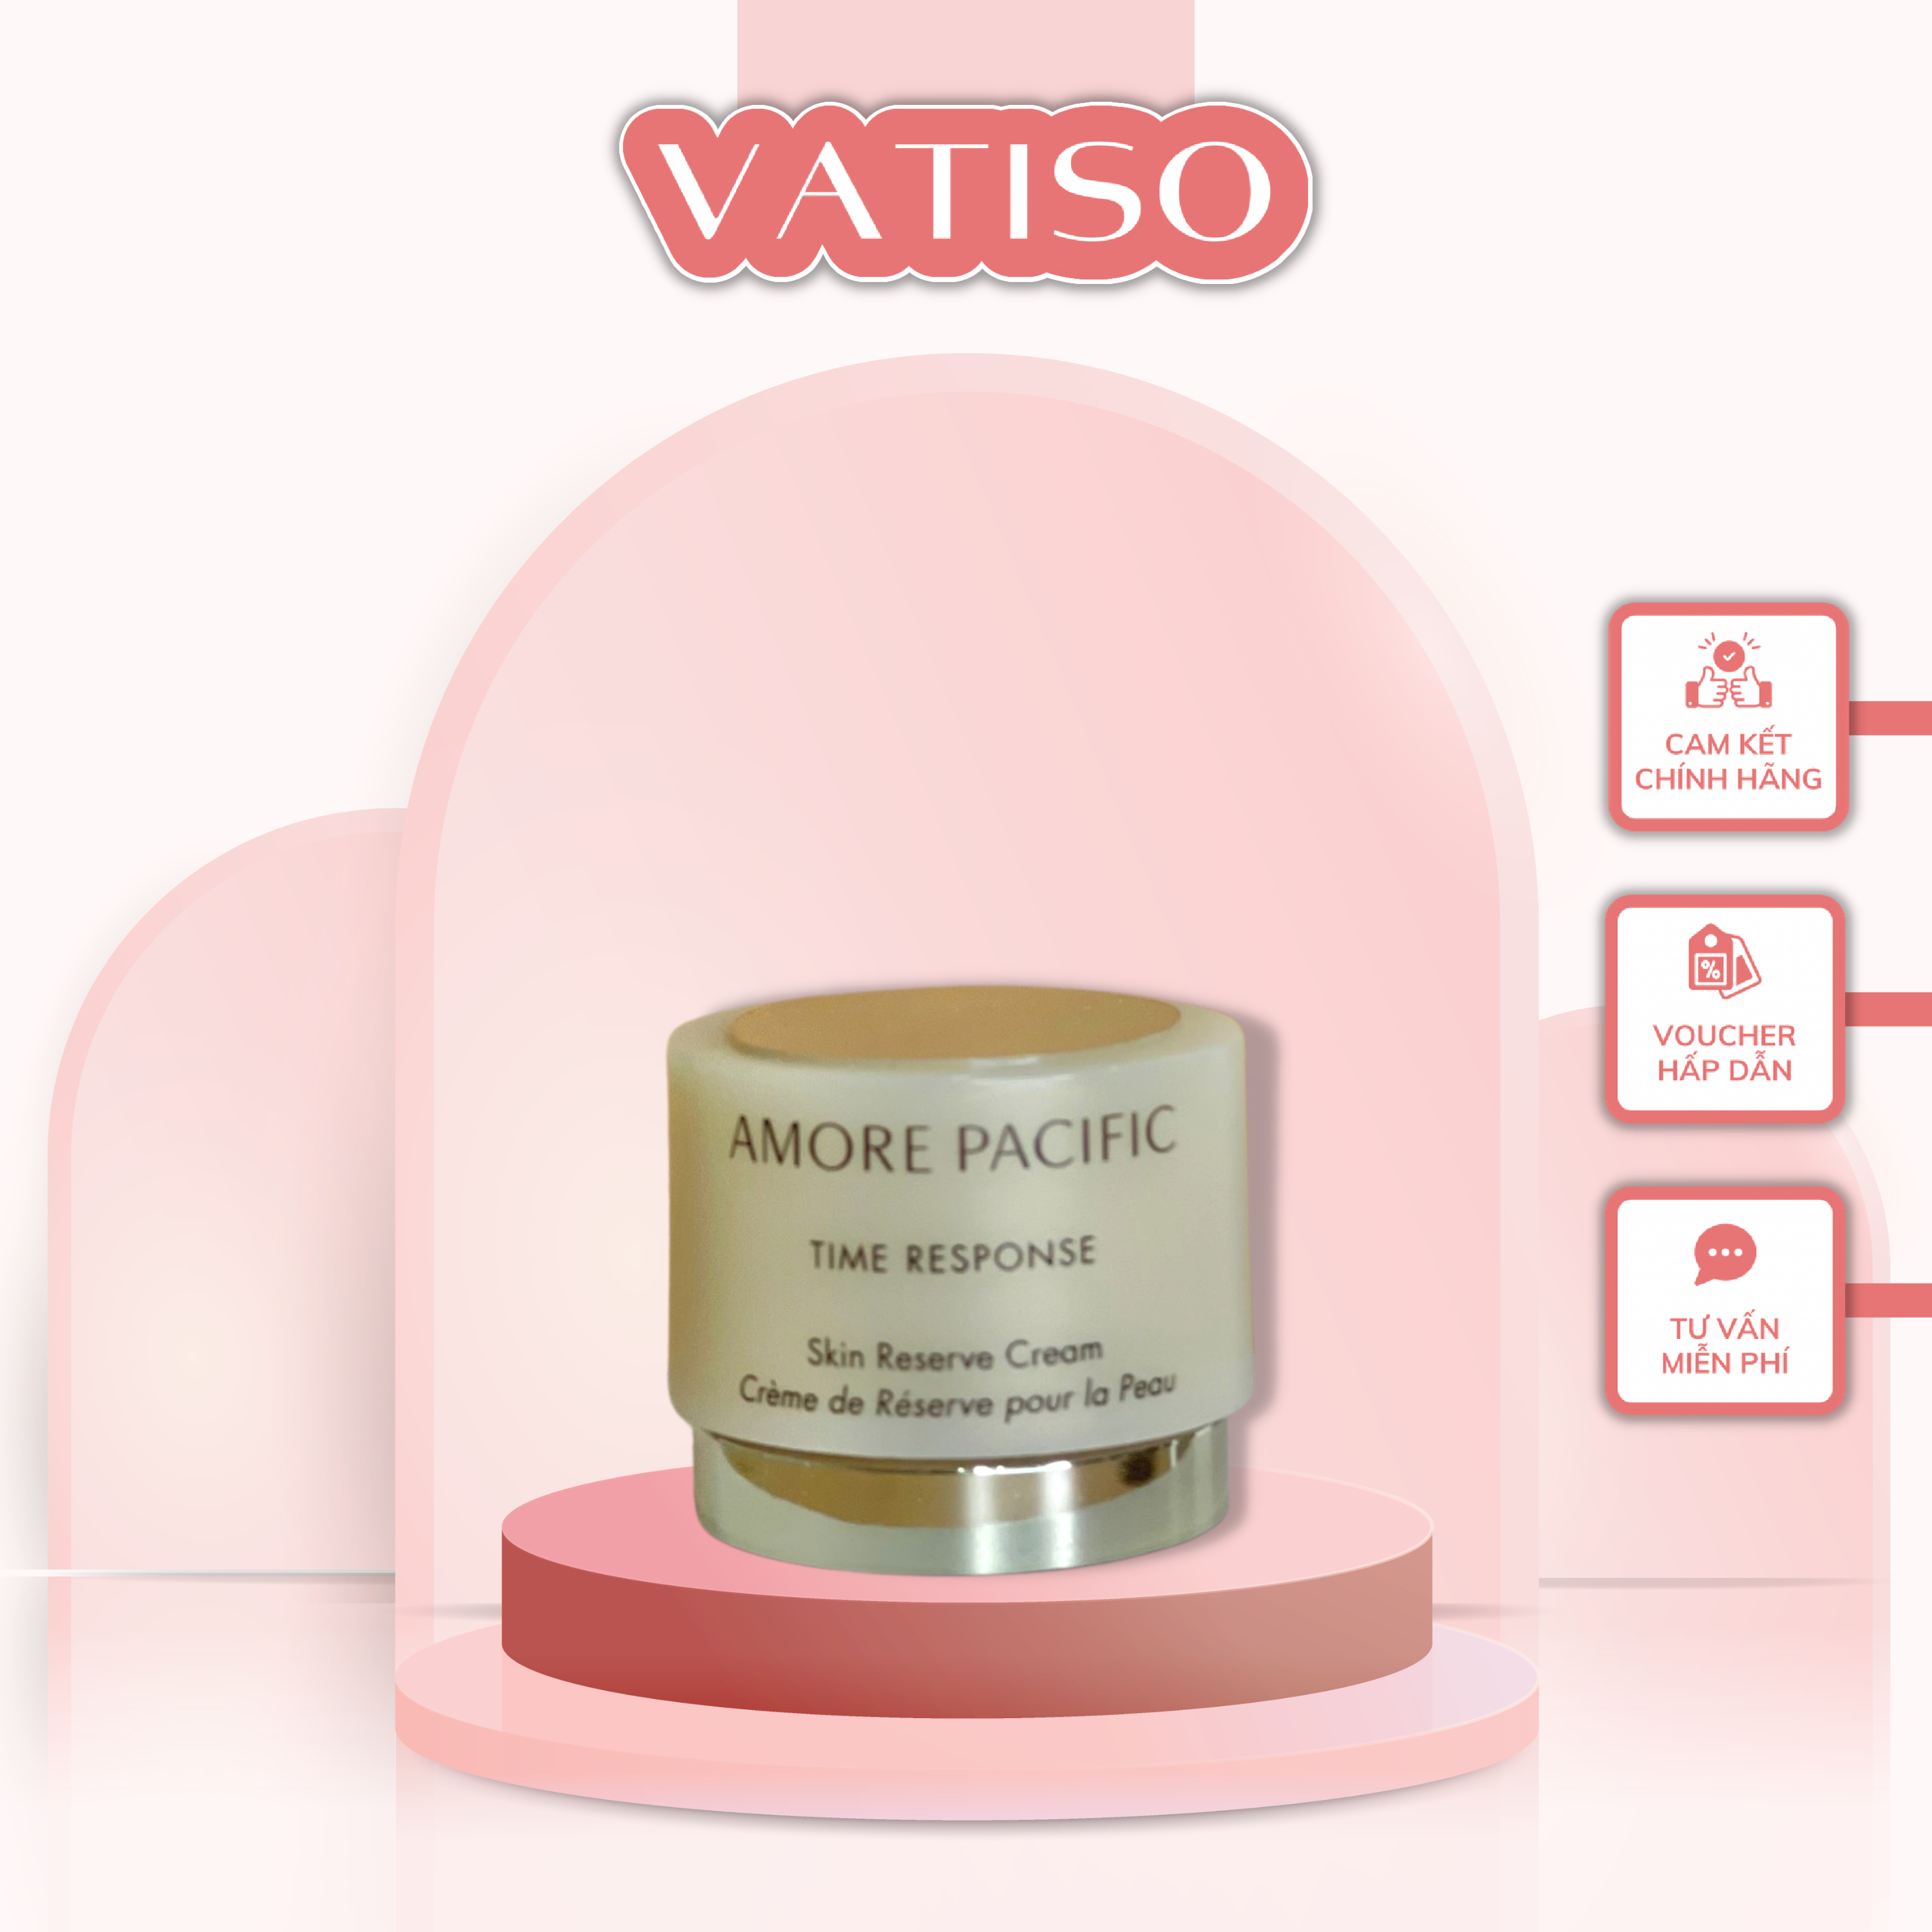 VATISO
CAM KẾT
CHÍNH HÃNG
VOUCHER
HẤP DẪN
TƯ VẤN
MIỄN PHÍ
AMORE PACIFIC
TIME RESPONSE
Skin Reserve Cream
Crème de Réserve pour la Peau